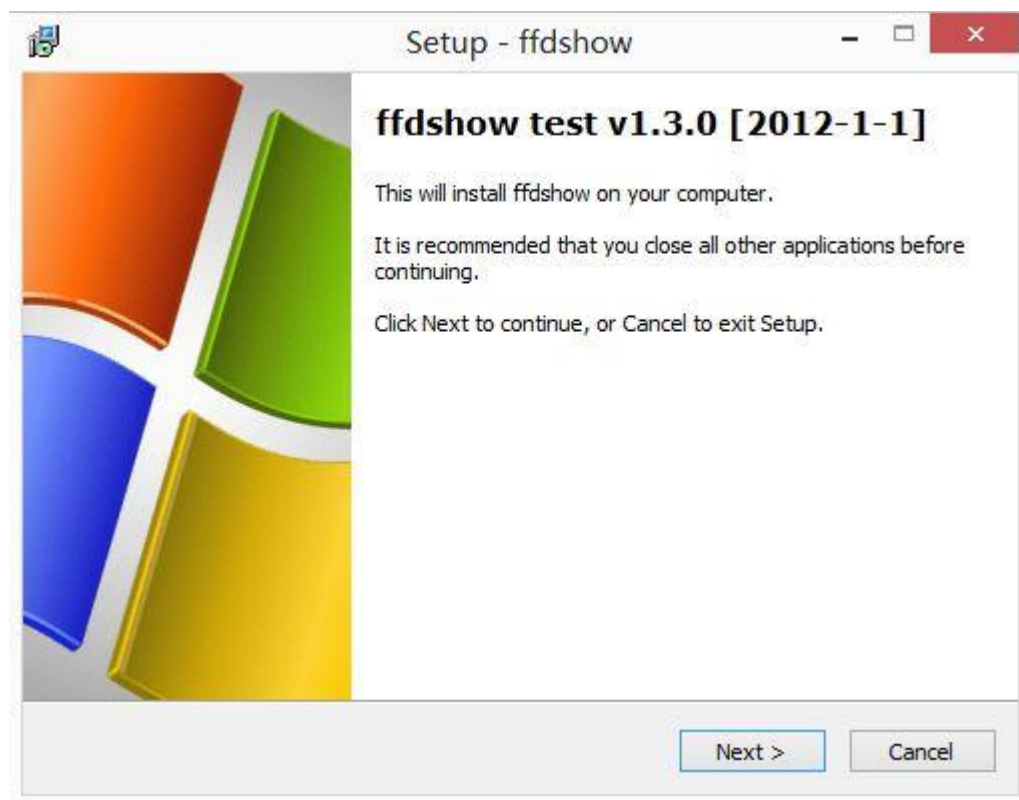 Setup - ffdshow
ffdshow test v1.3.0 [2012-1-1]
This will install ffdshow on your computer.
It is recommended that you close all other applications before
continuing.
Click Next to continue, or Cancel to exit Setup.
Next >
Cancel